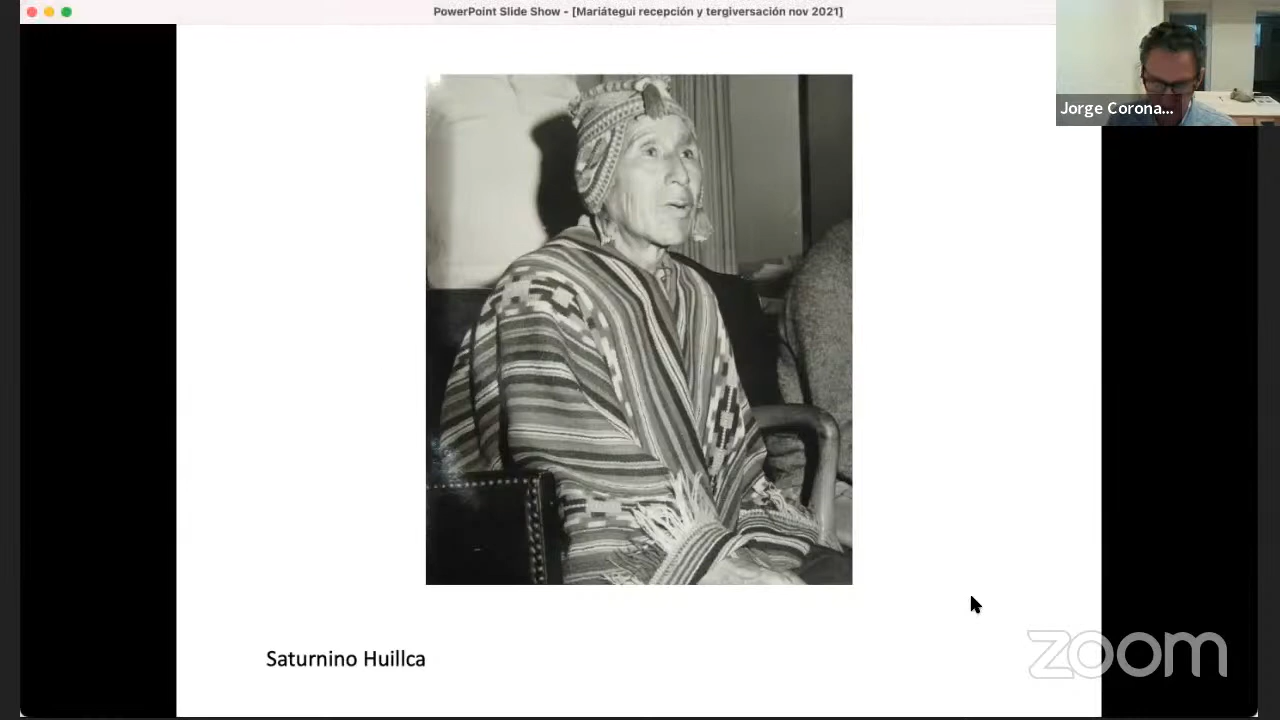 PowerPoint Slide Show - [Mariátegui recepción y tergiversación nov 2021]
Jorge Corona...
Saturnino Huillca
zoom